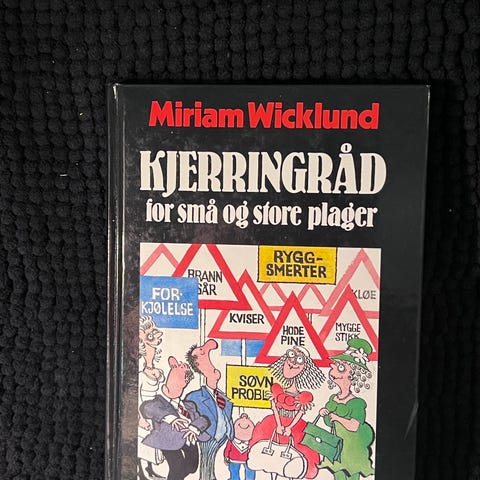 Miriam Wicklund
KJERRINGRÅD
for små og store plager
RYGG-
SMERTER
BRANN
SÅR
KLØE
FOR-
KJØLELSE
KVISER
HODE
PINE
MYGGE
STIKK
SØVN
PROBLE